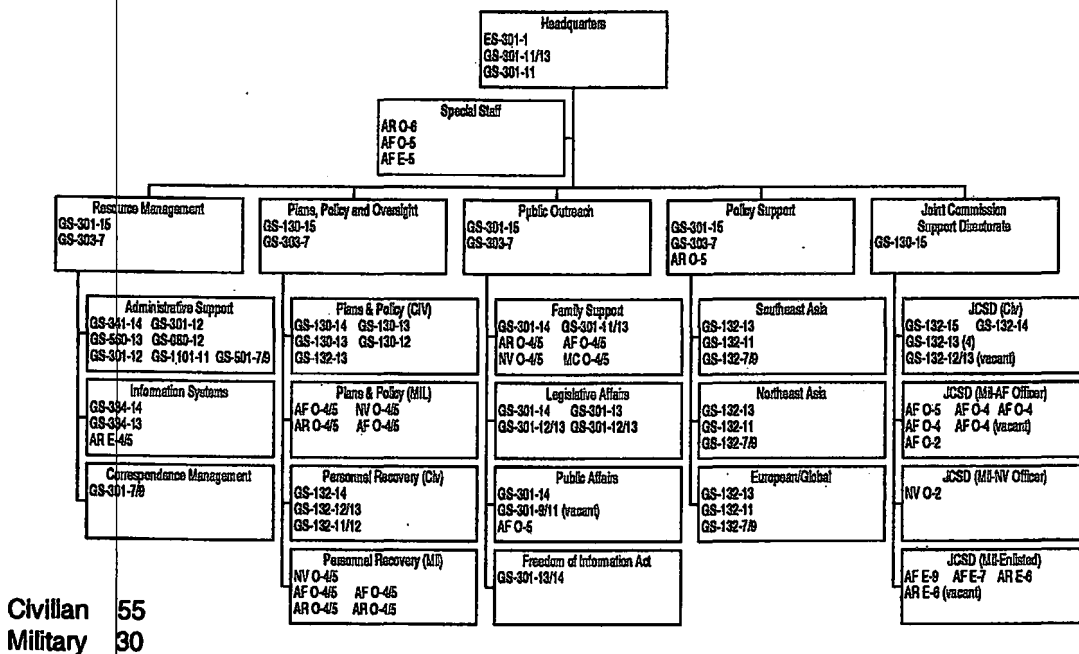 Headquarters
ES-301-1
GS-301-11/13
GS-301-11
Special Staff
AR O-6
AF O-5
AF E-5
Resource Management
GS-301-15
GS-303-7
Plans, Policy and Oversight
GS-130-15
GS-303-7
Public Outreach
GS-301-15
GS-303-7
Policy Support
GS-301-15
GS-303-7
AR O-5
Joint Commission
Support Directorate
GS-130-15
Administrative Support
GS-341-14 GS-301-12
GS-560-13 GS-080-12
GS-301-12 GS-1101-11 GS-501-7/9
Information Systems
GS-334-14
GS-334-13
AR E-4/5
Correspondence Management
GS-301-7/9
Plans & Policy (CIV)
GS-130-14 GS-130-13
GS-130-13 GS-130-12
GS-132-13
Plans & Policy (MIL)
AF O-4/5 NV O-4/5
AR O-4/5 AF O-4/5
Personnel Recovery (Civ)
GS-132-14
GS-132-12/13
GS-132-11/12
Personnel Recovery (Mil)
NV O-4/5
AF O-4/5 AF O-4/5
AR O-4/5 AR O-4/5
Family Support
GS-301-14 GS-301-11/13
AR O-4/5 AF O-4/5
NV O-4/5 MC O-4/5
Legislative Affairs
GS-301-14 GS-301-13
GS-301-12/13 GS-301-12/13
Public Affairs
GS-301-14
GS-301-9/11 (vacant)
AF O-5
Freedom of Information Act
GS-301-13/14
Southeast Asia
GS-132-13
GS-132-11
GS-132-7/9
Northeast Asia
GS-132-13
GS-132-11
GS-132-7/9
European/Global
GS-132-13
GS-132-11
GS-132-7/9
JCSD (Civ)
GS-132-15 GS-132-14
GS-132-13 (4)
GS-132-12/13 (vacant)
JCSD (Mil-AF Officer)
AF O-5 AF O-4 AF O-4
AF O-4 AF O-4 (vacant)
AF O-2
JCSD (Mil-NV Officer)
NV O-2
JCSD (Mil-Enlisted)
AF E-9 AF E-7 AR E-6
AR E-6 (vacant)
Civilian 55
Military 30